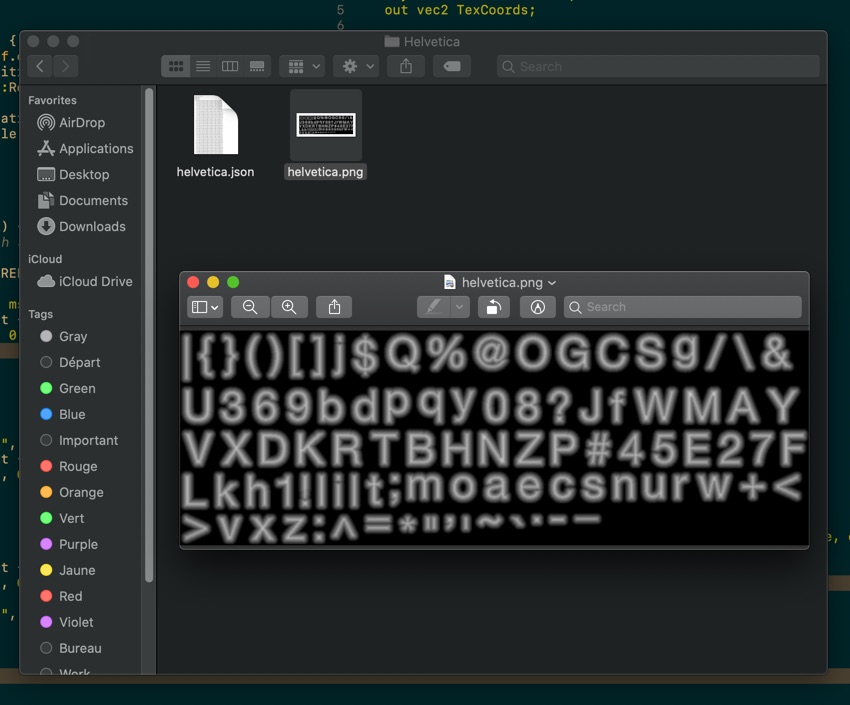 5 out vec2 TexCoords;
6
Helvetica
Search
Favorites
AirDrop
Applications
Desktop
Documents
Downloads
iCloud
iCloud Drive
Tags
Gray
Départ
Green
Blue
Important
Rouge
Orange
Vert
Purple
Jaune
Red
Violet
Bureau
Work
helvetica.json
helvetica.png
helvetica.png
Search
|{}()[]j$Q%@OGCSg/\&
U369bdpqy08?JfWMAY
VXDKRTBHNZP#45E27F
Lkh1!lilt;moaecsnurw+<
>vxz:^=*"’'~`·--